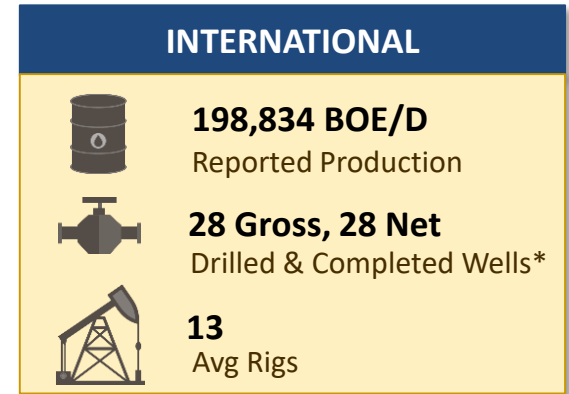 INTERNATIONAL
198,834 BOE/D
Reported Production
28 Gross, 28 Net
Drilled & Completed Wells*
13
Avg Rigs